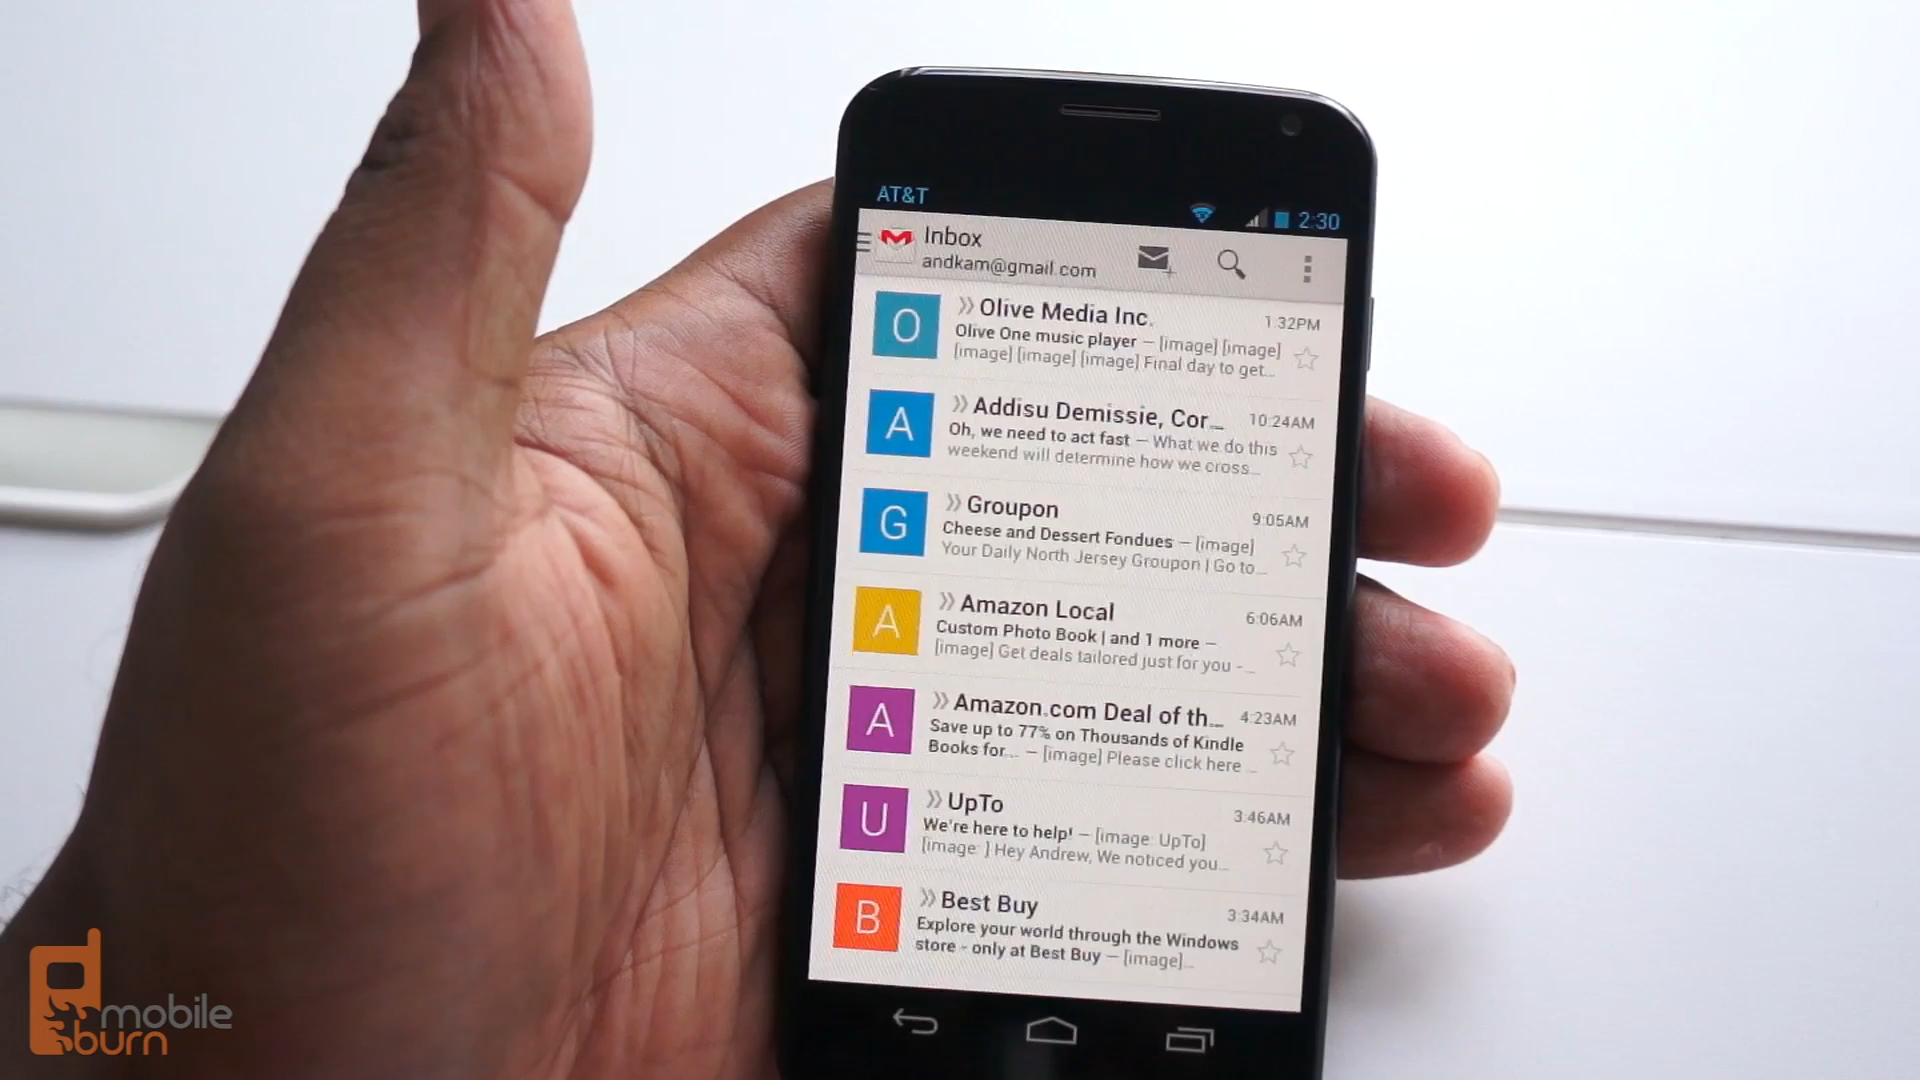 AT&T
2:30
Inbox
andkam@gmail.com
O
Olive Media Inc.
1:32PM
Olive One music player – [image] [image]
[image] [image] [image] Final day to get...
A
Addisu Demissie, Cor...
10:24AM
Oh, we need to act fast – What we do this
weekend will determine how we cross...
G
Groupon
9:05AM
Cheese and Dessert Fondues – [image]
Your Daily North Jersey Groupon | Go to...
A
Amazon Local
6:06AM
Custom Photo Book | and 1 more –
[image] Get deals tailored just for you -...
A
Amazon.com Deal of th...
4:23AM
Save up to 77% on Thousands of Kindle
Books for... – [image] Please click here ...
U
UpTo
3:46AM
We're here to help! – [image: UpTo]
[image: ] Hey Andrew, We noticed you...
B
Best Buy
3:34AM
Explore your world through the Windows
store - only at Best Buy – [image]...
mobile
burn